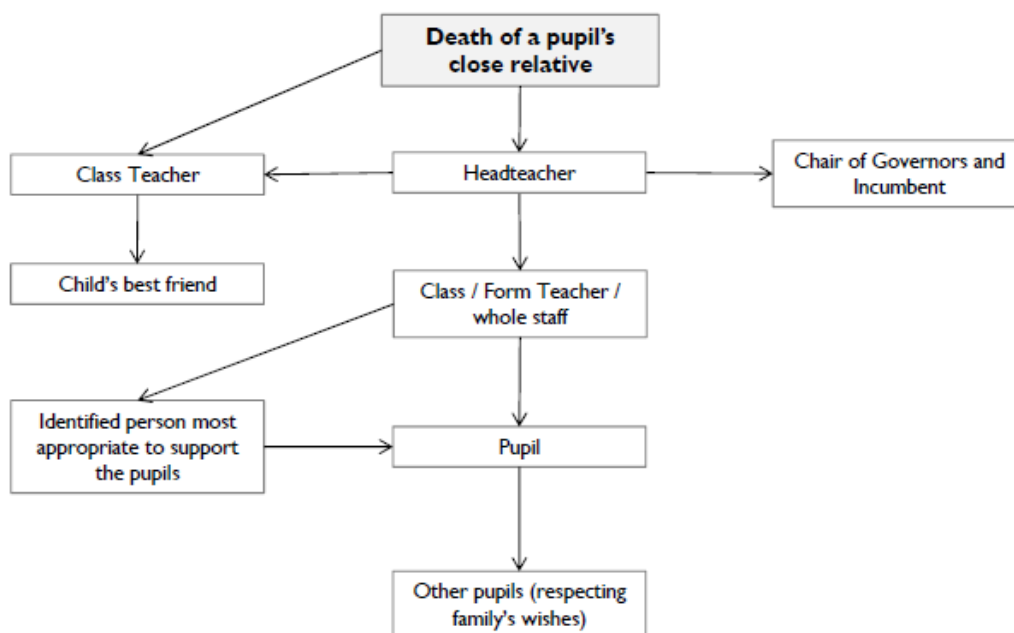 Death of a pupil's
close relative
Class Teacher
Headteacher
Chair of Governors and
Incumbent
Child's best friend
Class / Form Teacher /
whole staff
Identified person most
appropriate to support
the pupils
Pupil
Other pupils (respecting
family's wishes)